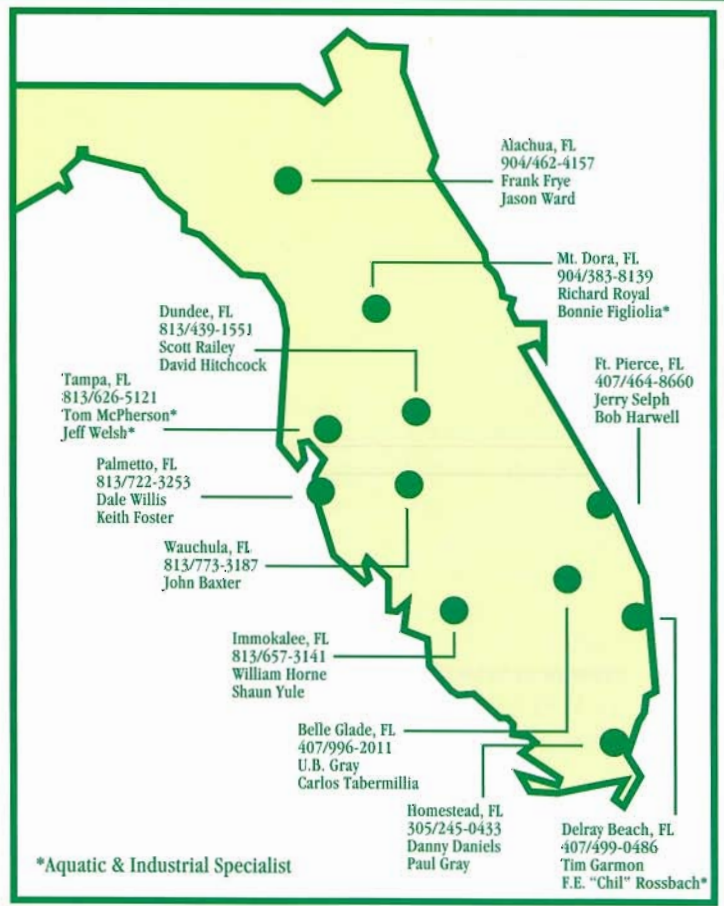 Alachua, FL
904/462-4157
Frank Frye
Jason Ward
Mt. Dora, FL
904/383-8139
Richard Royal
Bonnie Figliolia*
Dundee, FL
813/439-1551
Scott Railey
David Hitchcock
Ft. Pierce, FL
407/464-8660
Jerry Selph
Bob Harwell
Tampa, FL
813/626-5121
Tom McPherson*
Jeff Welsh*
Palmetto, FL
813/722-3253
Dale Willis
Keith Foster
Wauchula, FL
813/773-3187
John Baxter
Immokalee, FL
813/657-3141
William Horne
Shaun Yule
Belle Glade, FL
407/996-2011
U.B. Gray
Carlos Tabermillia
Homestead, FL
305/245-0433
Danny Daniels
Paul Gray
Delray Beach, FL
407/499-0486
Tim Garmon
F.E. "Chil" Rossbach*
*Aquatic & Industrial Specialist